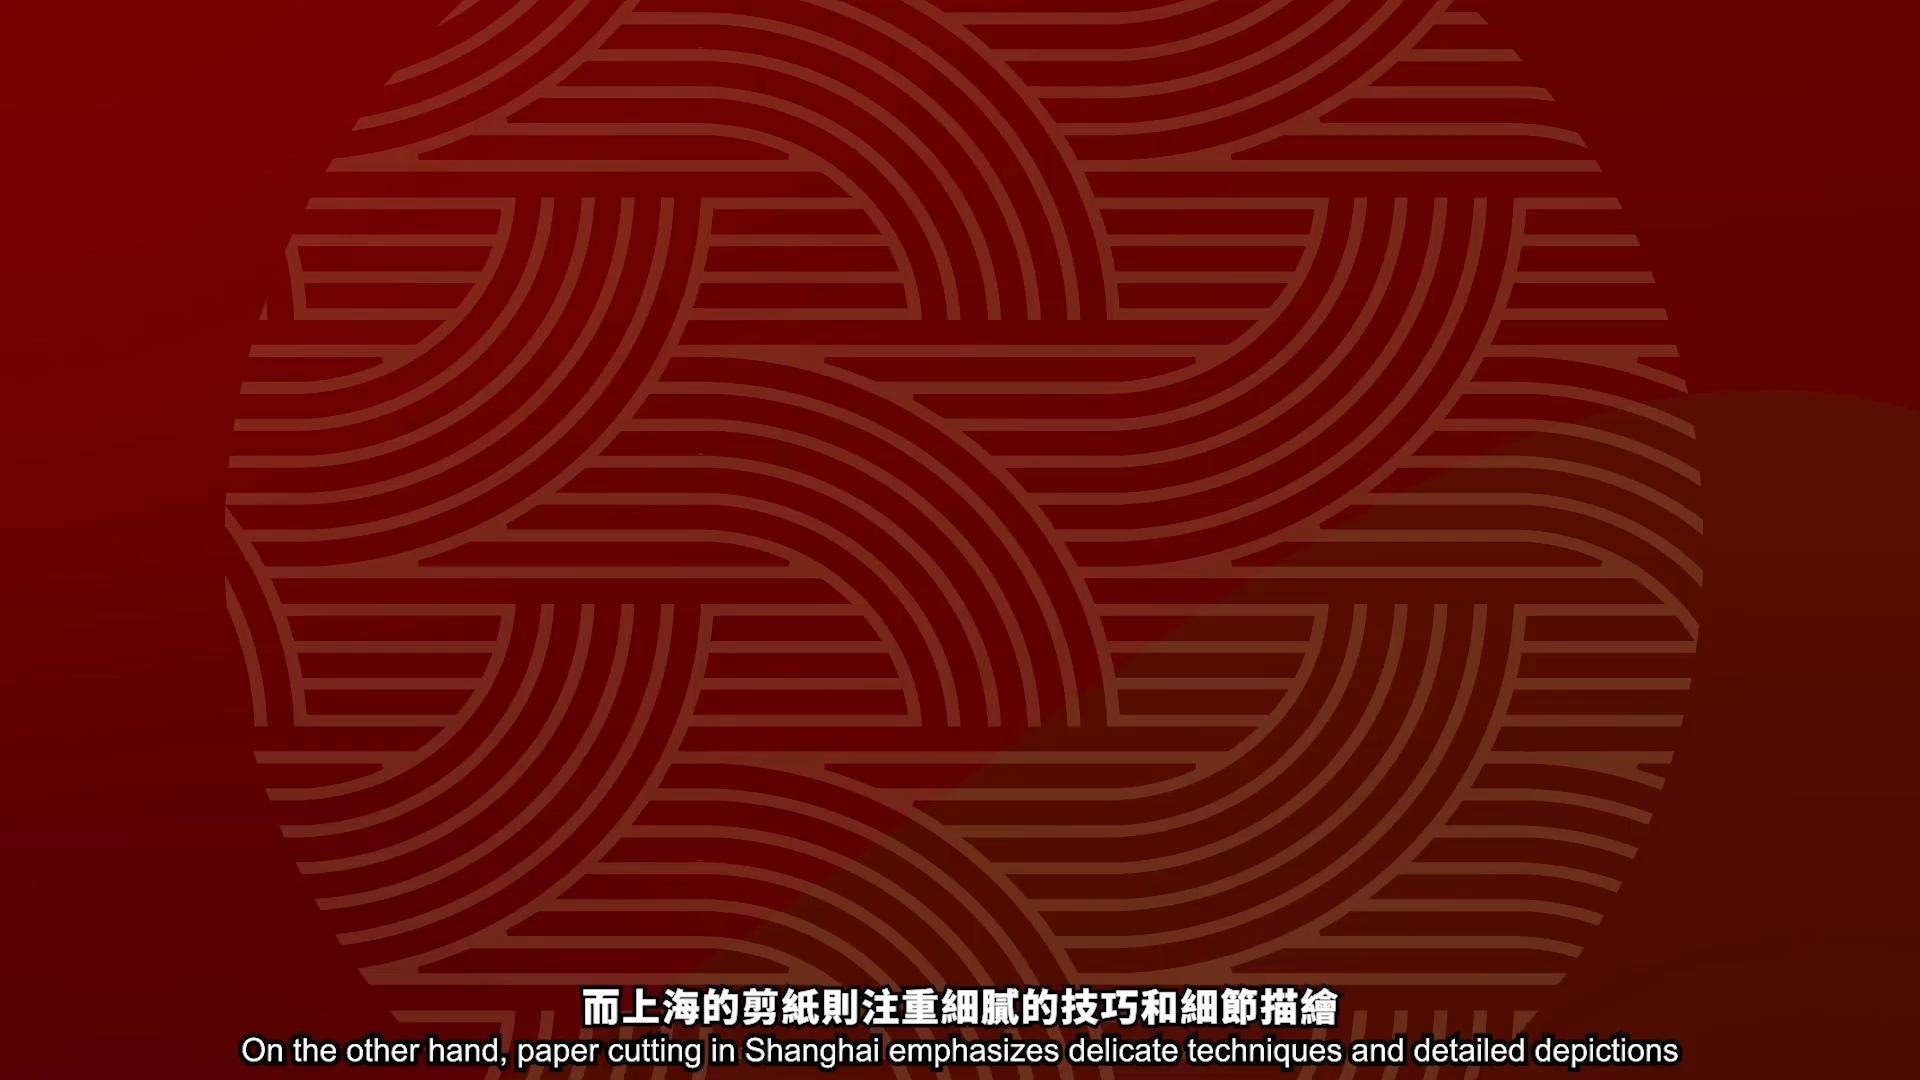 而上海的剪紙則注重細膩的技巧和細節描繪
On the other hand, paper cutting in Shanghai emphasizes delicate techniques and detailed depictions